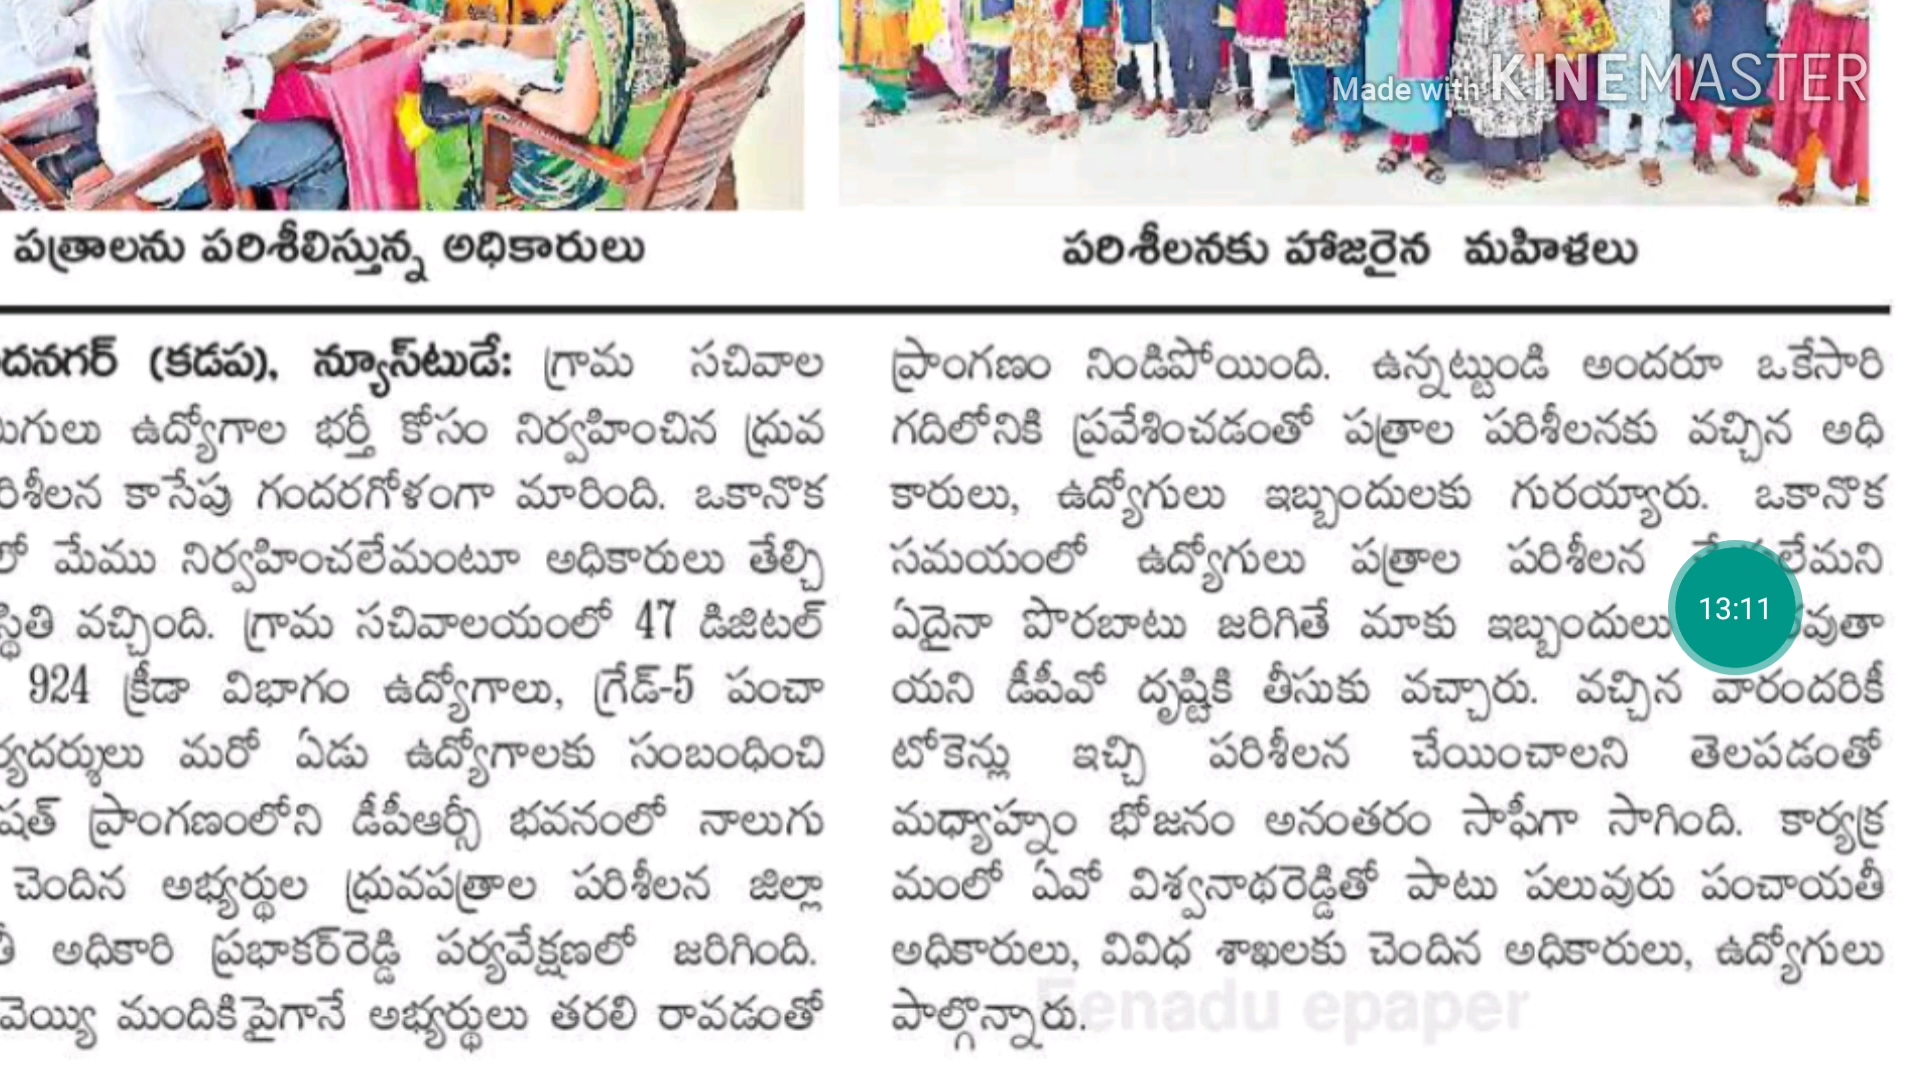 Made with KINEMASTER
పత్రాలను పరిశీలిస్తున్న అధికారులు
పరిశీలనకు హాజరైన మహిళలు
దనగర్ (కడప), న్యూస్‌టుడే: గ్రామ సచివాల
ఉద్యోగాల భర్తీ కోసం నిర్వహించిన ధ్రువ
రిశీలన కాసేపు గందరగోళంగా మారింది. ఒకానొక
లో మేము నిర్వహించలేమంటూ అధికారులు తేల్చి
స్థితి వచ్చింది. గ్రామ సచివాలయంలో 47 డిజిటల్
924 క్రీడా విభాగం ఉద్యోగాలు, గ్రేడ్-5 పంచా
ర్యదర్శులు మరో ఏడు ఉద్యోగాలకు సంబంధించి
షత్ ప్రాంగణంలోని డీపీఆర్సీ భవనంలో నాలుగు
చెందిన అభ్యర్థుల ధ్రువపత్రాల పరిశీలన జిల్లా
తీ అధికారి ప్రభాకర్‌రెడ్డి పర్యవేక్షణలో జరిగింది.
వెయ్యి మందికిపైగానే అభ్యర్థులు తరలి రావడంతో
ప్రాంగణం నిండిపోయింది. ఉన్నట్టుండి అందరూ ఒకేసారి
గదిలోనికి ప్రవేశించడంతో పత్రాల పరిశీలనకు వచ్చిన అధి
కారులు, ఉద్యోగులు ఇబ్బందులకు గురయ్యారు. ఒకానొక
సమయంలో ఉద్యోగులు పత్రాల పరిశీలన
ఏదైనా పొరబాటు జరిగితే మాకు ఇబ్బందులు
యని డీపీవో దృష్టికి తీసుకు వచ్చారు. వచ్చిన వారందరికీ
టోకెన్లు ఇచ్చి పరిశీలన చేయించాలని తెలపడంతో
మధ్యాహ్నం భోజనం అనంతరం సాఫీగా సాగింది. కార్యక్ర
మంలో ఏవో విశ్వనాథరెడ్డితో పాటు పలువురు పంచాయతీ
అధికారులు, వివిధ శాఖలకు చెందిన అధికారులు, ఉద్యోగులు
పాల్గొన్నారు.
Eenadu epaper
13:11